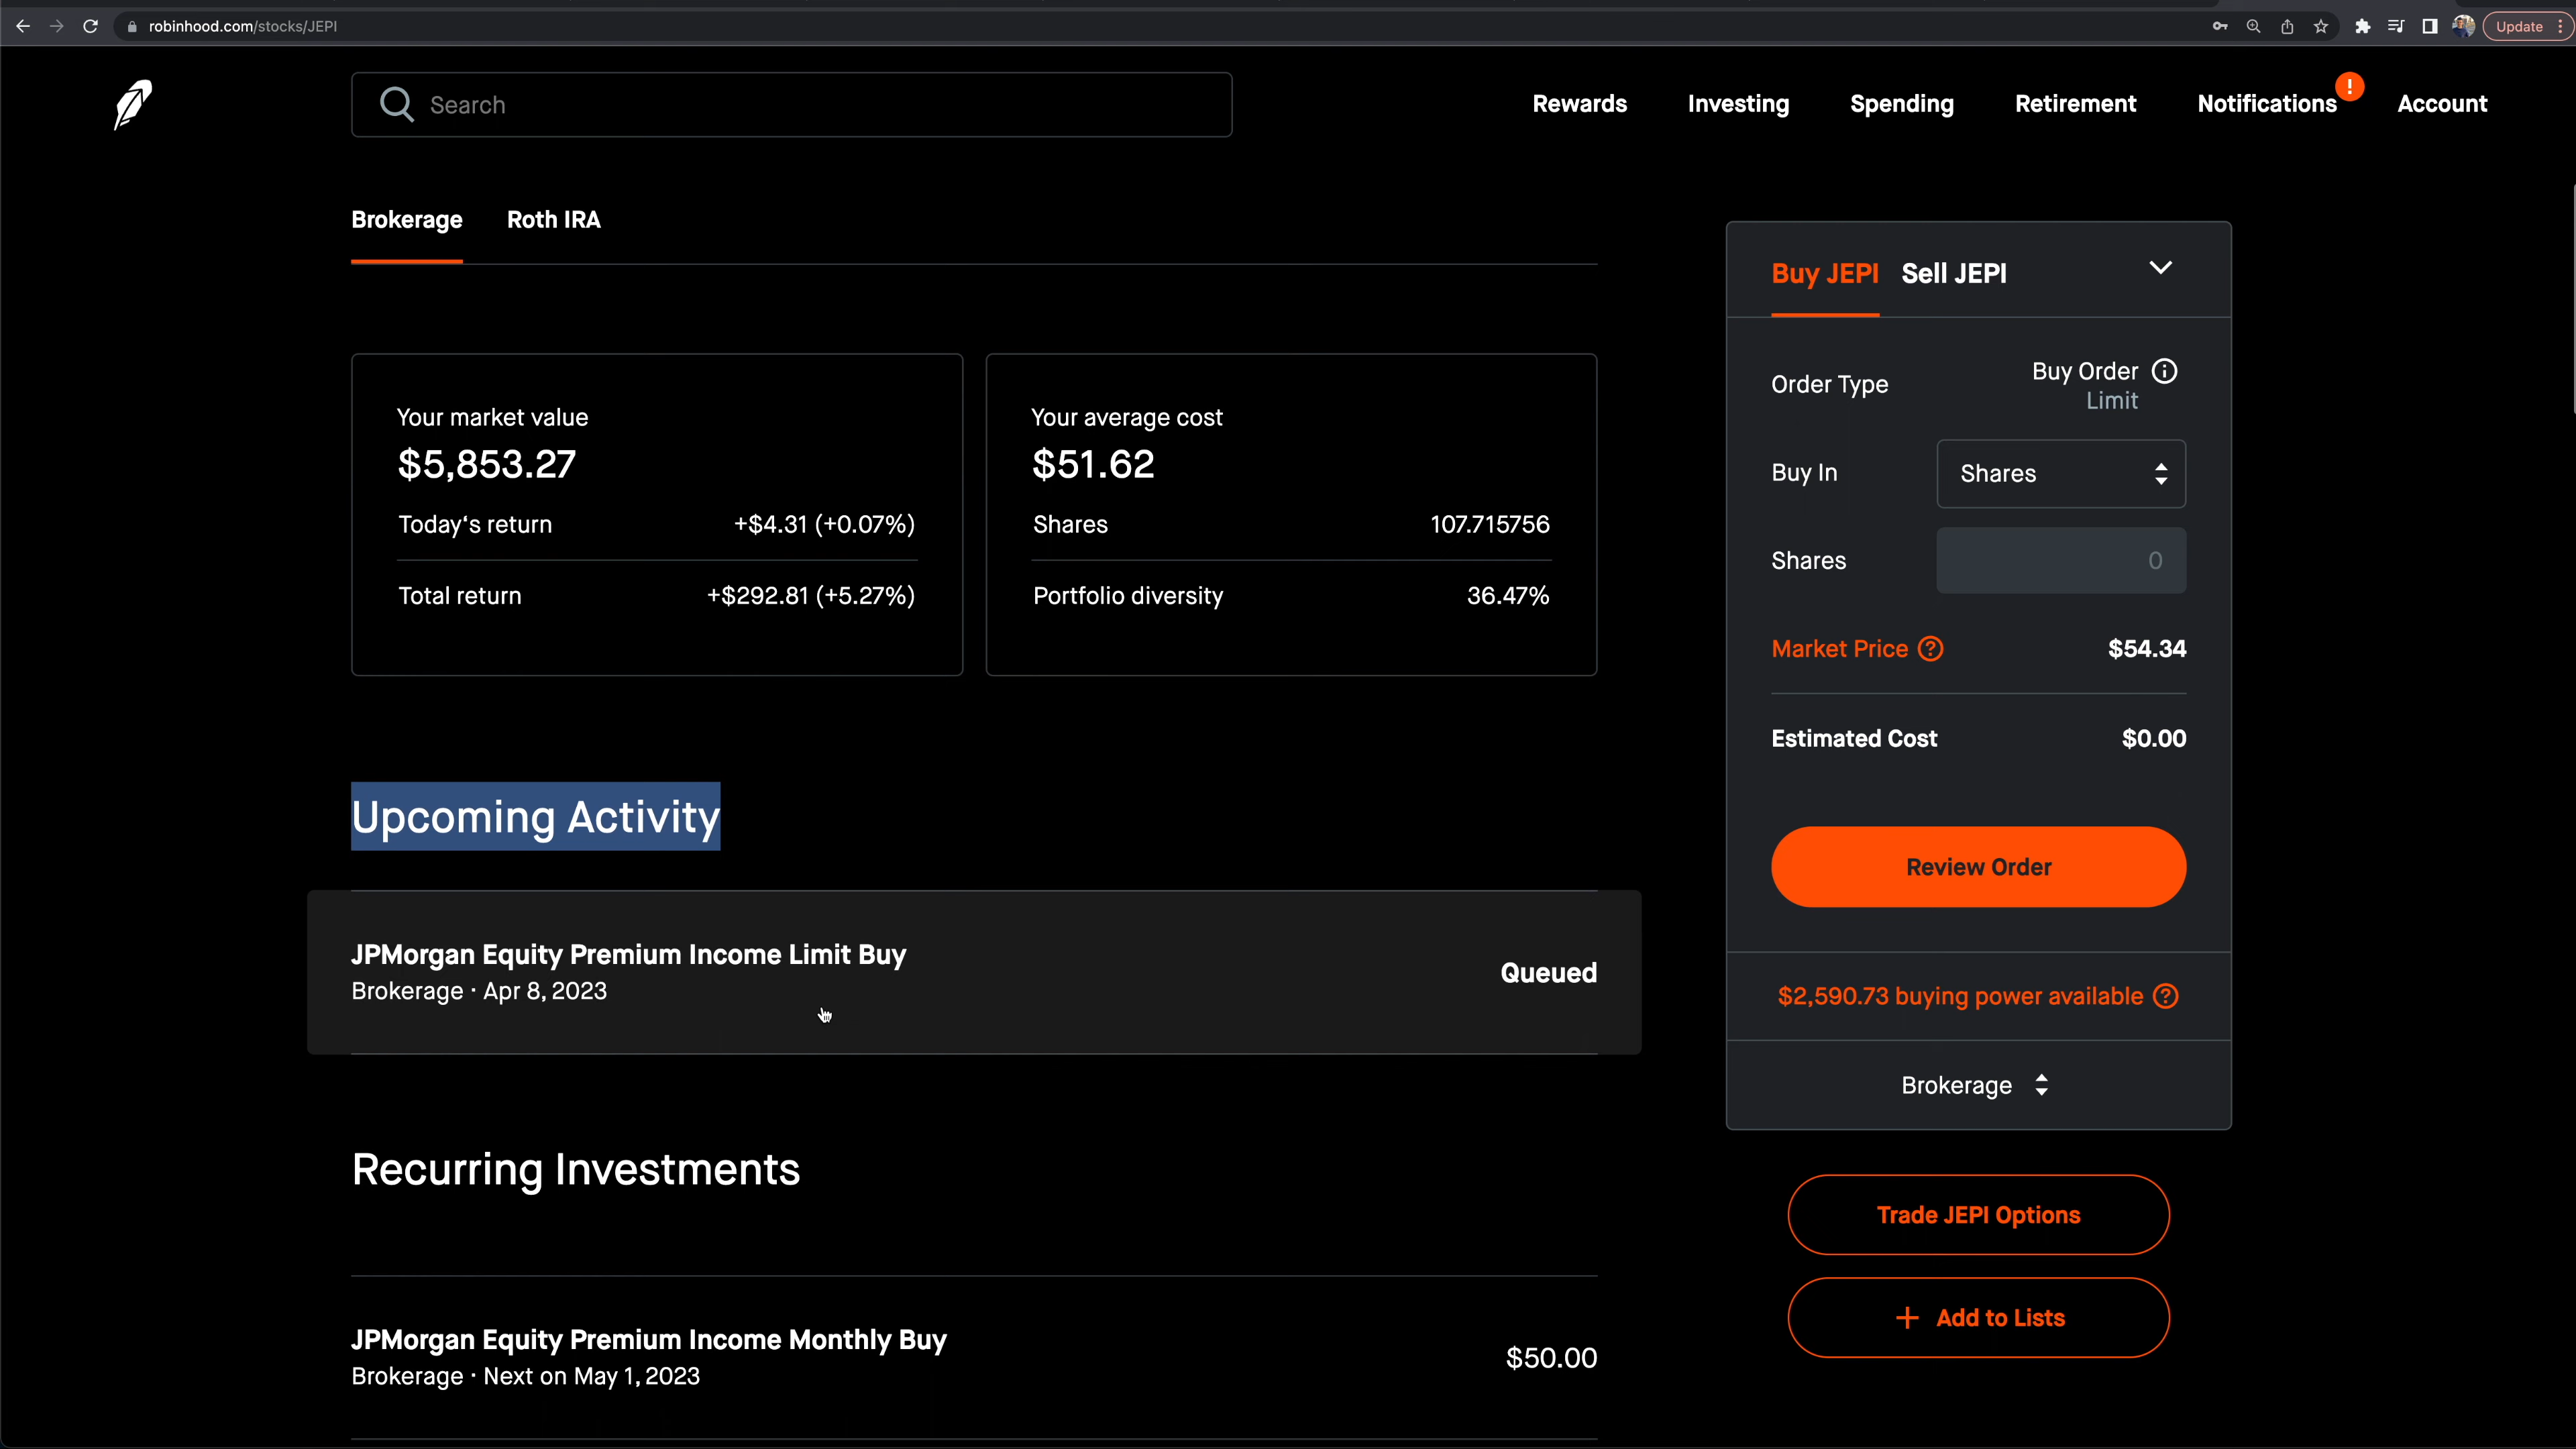 robinhood.com/stocks/JEPI
Update
Search
Rewards
Investing
Spending
Retirement
Notifications
!
Account
Brokerage
Roth IRA
Your market value
$5,853.27
Today's return +$4.31 (+0.07%)
Total return +$292.81 (+5.27%)
Your average cost
$51.62
Shares 107.715756
Portfolio diversity 36.47%
Upcoming Activity
JPMorgan Equity Premium Income Limit Buy
Brokerage · Apr 8, 2023
Queued
Recurring Investments
JPMorgan Equity Premium Income Monthly Buy
Brokerage · Next on May 1, 2023
$50.00
Buy JEPI Sell JEPI
Order Type
Buy Order
Limit
Buy In Shares
Shares 0
Market Price $54.34
Estimated Cost $0.00
Review Order
$2,590.73 buying power available
Brokerage
Trade JEPI Options
+ Add to Lists